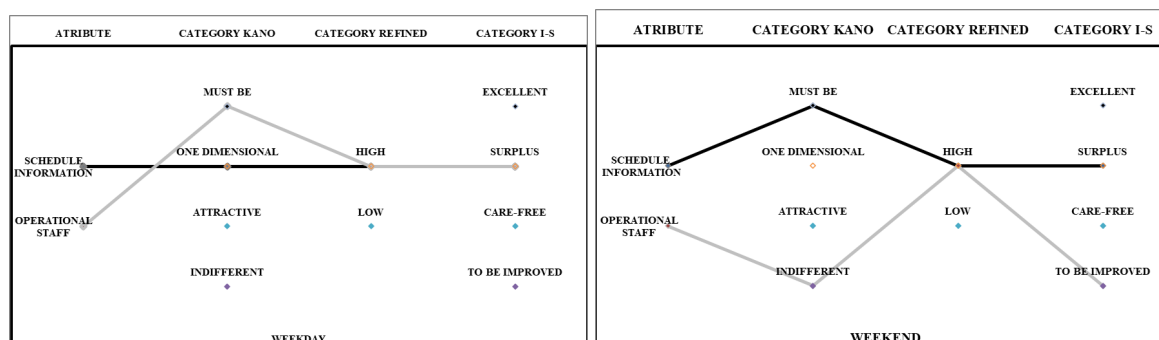 ATRIBUTE CATEGORY KANO CATEGORY REFINED CATEGORY I-S
MUST BE EXCELLENT
SCHEDULE INFORMATION ONE DIMENSIONAL HIGH SURPLUS
OPERATIONAL STAFF ATTRACTIVE LOW CARE-FREE
INDIFFERENT TO BE IMPROVED
WEEKDAY
ATRIBUTE CATEGORY KANO CATEGORY REFINED CATEGORY I-S
MUST BE EXCELLENT
SCHEDULE INFORMATION ONE DIMENSIONAL HIGH SURPLUS
OPERATIONAL STAFF ATTRACTIVE LOW CARE-FREE
INDIFFERENT TO BE IMPROVED
WEEKEND